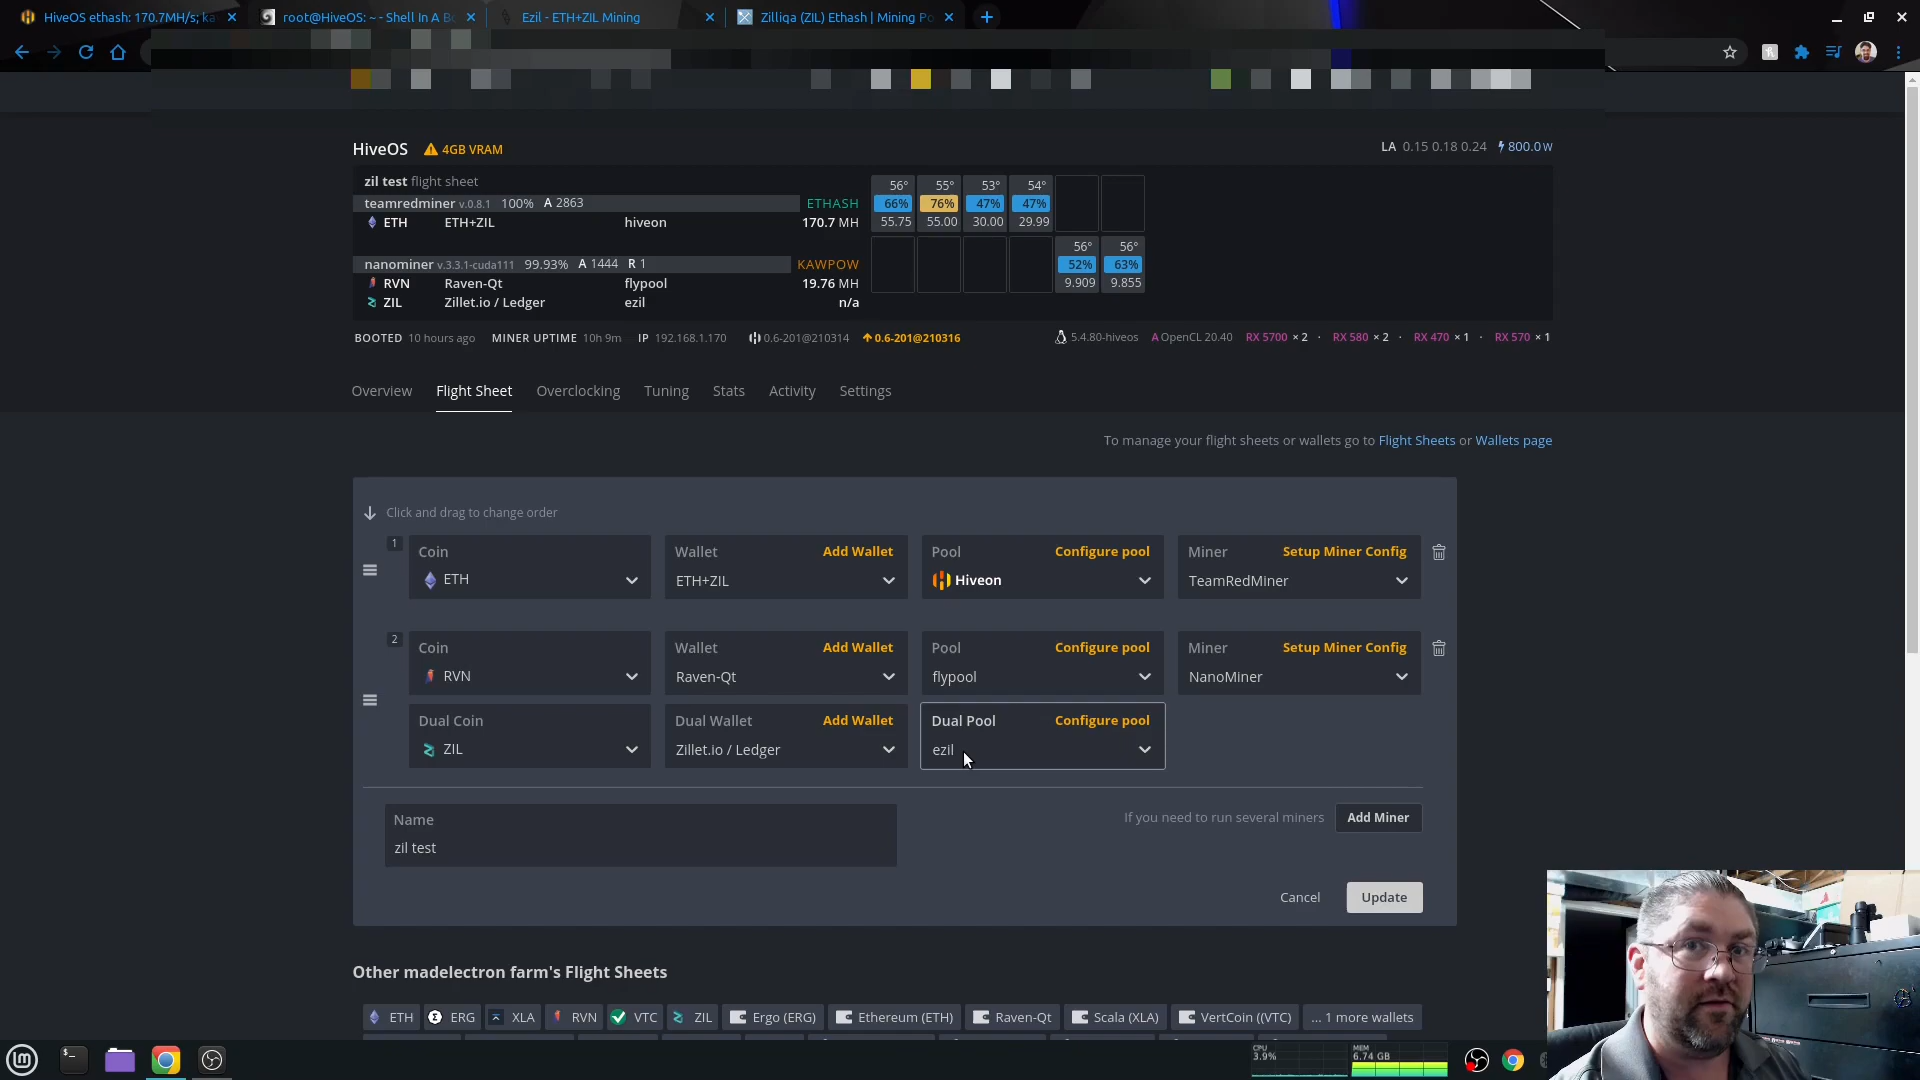 HiveOS ethash: 170.7MH/s; ka
root@HiveOS: ~ - Shell In A Bo
Ezil - ETH+ZIL Mining
Zilliqa (ZIL) Ethash | Mining Po
HiveOS 4GB VRAM
LA 0.15 0.18 0.24 800.0 W
zil test flight sheet
teamredminer v.0.8.1 100% A 2863 ETHASH
ETH ETH+ZIL hiveon 170.7 MH
56° 55° 53° 54°
66% 76% 47% 47%
55.75 55.00 30.00 29.99
nanominer v.3.3.1-cuda111 99.93% A 1444 R 1 KAWPOW
RVN Raven-Qt flypool 19.76 MH
ZIL Zillet.io / Ledger ezil n/a
56° 56°
52% 63%
9.909 9.855
BOOTED 10 hours ago MINER UPTIME 10h 9m IP 192.168.1.170 0.6-201@210314 0.6-201@210316 5.4.80-hiveos A OpenCL 20.40 RX 5700 × 2 · RX 580 × 2 · RX 470 × 1 · RX 570 × 1
Overview Flight Sheet Overclocking Tuning Stats Activity Settings
To manage your flight sheets or wallets go to Flight Sheets or Wallets page
Click and drag to change order
1 Coin Wallet Add Wallet Pool Configure pool Miner Setup Miner Config
ETH ETH+ZIL Hiveon TeamRedMiner
2 Coin Wallet Add Wallet Pool Configure pool Miner Setup Miner Config
RVN Raven-Qt flypool NanoMiner
Dual Coin Dual Wallet Add Wallet Dual Pool Configure pool
ZIL Zillet.io / Ledger ezil
Name
zil test
If you need to run several miners Add Miner
Cancel Update
Other madelectron farm's Flight Sheets
ETH ERG XLA RVN VTC ZIL Ergo (ERG) Ethereum (ETH) Raven-Qt Scala (XLA) VertCoin ((VTC) ... 1 more wallets
CPU
3.9%
MEM
6.74 GB